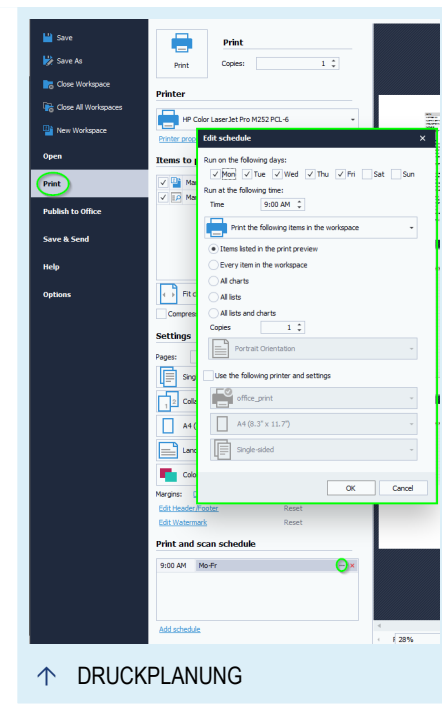 Save
Save As
Close Workspace
Close All Workspaces
New Workspace
Open
Print
Publish to Office
Save & Send
Help
Options
Print
Print
Copies: 1
Printer
HP Color LaserJet Pro M252 PCL-6
Printer prop
Items to p
Ma
Ma
Fit c
Compres
Settings
Pages:
Sing
Colla
A4 (
Land
Colo
Margins:
Edit Header/Footer Reset
Edit Watermark Reset
Print and scan schedule
9:00 AM Mo-Fr
Add schedule
Edit schedule
Run on the following days:
Mon Tue Wed Thu Fri Sat Sun
Run at the following time:
Time 9:00 AM
Print the following items in the workspace
Items listed in the print preview
Every item in the workspace
All charts
All lists
All lists and charts
Copies 1
Portrait Orientation
Use the following printer and settings
office_print
A4 (8.3" x 11.7")
Single-sided
OK Cancel
28%
↑ DRUCKPLANUNG